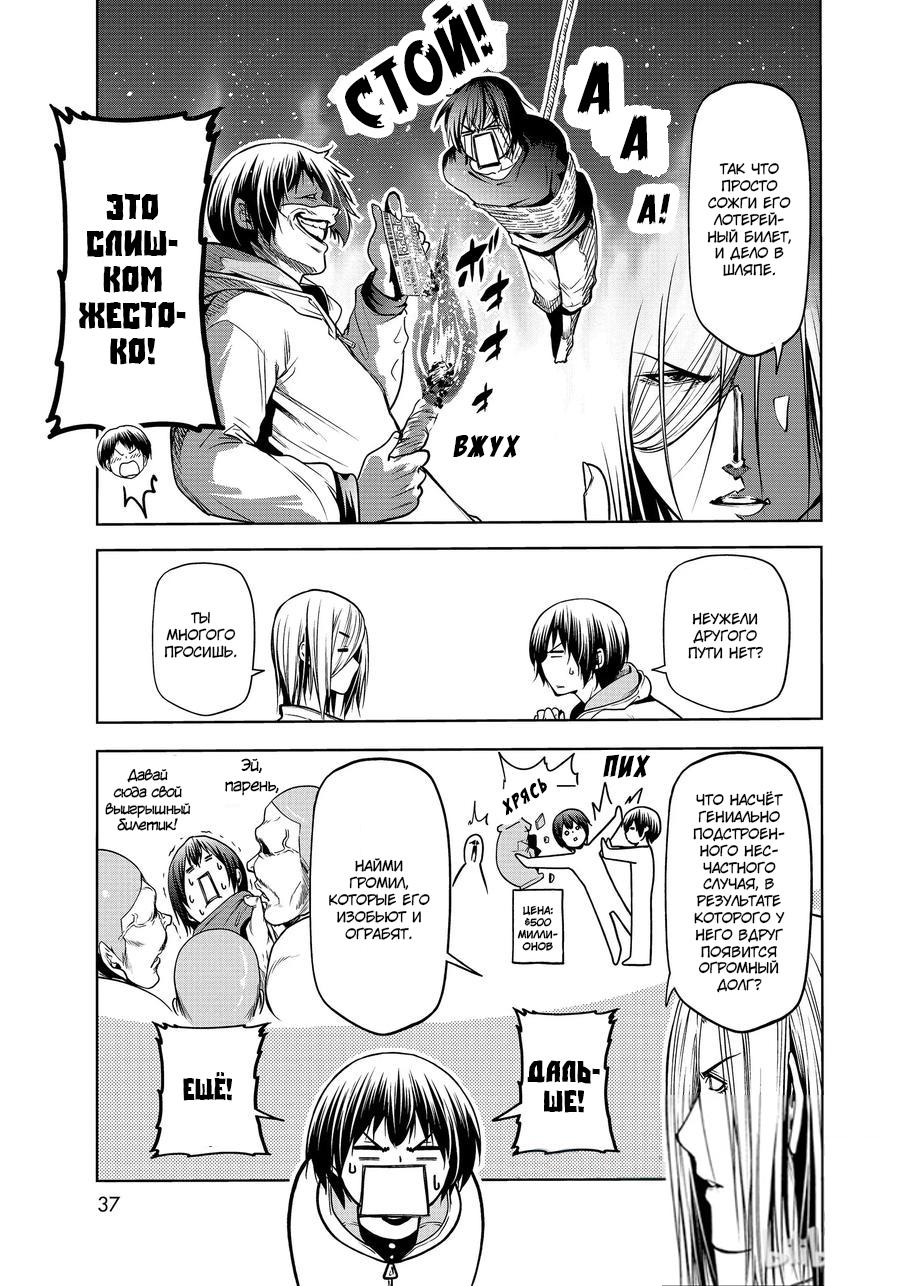 ТАК ЧТО
ПРОСТО
СОЖГИ ЕГО
ЛОТЕРЕЙ-
НЫЙ БИЛЕТ,
И ДЕЛО В
ШЛЯПЕ.
СТОЙ!
А
А
А!
ВЖУХ
ЭТО
СЛИШ-
КОМ
ЖЕСТО-
КО!
НЕУЖЕЛИ
ДРУГОГО
ПУТИ НЕТ?
ТЫ
МНОГОГО
ПРОСИШЬ.
ЧТО НАСЧЁТ
ГЕНИАЛЬНО
ПОДСТРОЕН-
НОГО НЕС-
ЧАСТНОГО
СЛУЧАЯ, В
РЕЗУЛЬТАТЕ
КОТОРОГО У
НЕГО ВДРУГ
ПОЯВИТСЯ
ОГРОМНЫЙ
ДОЛГ?
ПИХ
ХРЯСЬ
ЦЕНА:
$500
МИЛЛИ-
ОНОВ
НАЙМИ
ГРОМИЛ,
КОТОРЫЕ ЕГО
ИЗОБЬЮТ И
ОГРАБЯТ.
Эй,
парень,
Давай
сюда свой
выигрышный
билетик!
ДАЛЬ-
ШЕ!
ЕЩЁ!
37